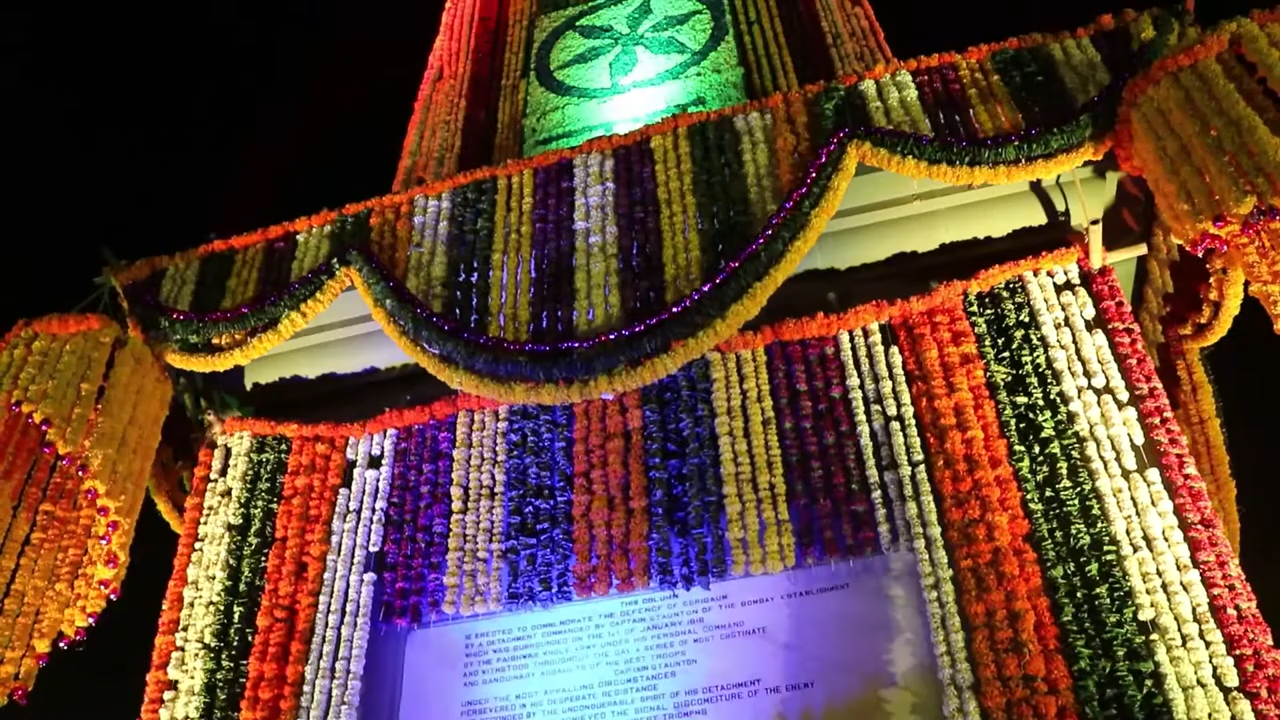 THIS COLUMN
IS ERECTED TO COMMEMORATE THE DEFENCE OF CORIGAUM
BY A DETACHMENT COMMANDED BY CAPTAIN STAUNTON OF THE BOMBAY ESTABLISHMENT
WHICH WAS SURROUNDED ON THE 1ST OF JANUARY 1818
BY THE PAISHWAS WHOLE ARMY UNDER HIS PERSONAL COMMAND
AND WITHSTOOD THROUGHOUT THE DAY A SERIES OF MOST OBSTINATE
AND SANGUINARY ASSAULTS OF HIS BEST TROOPS
CAPTAIN STAUNTON
UNDER THE MOST APPALLING CIRCUMSTANCES
PERSEVERED IN HIS DESPERATE RESISTANCE
BY THE UNCONQUERABLE SPIRIT OF HIS DETACHMENT
ACHIEVED THE SIGNAL DISCOMFITURE OF THE ENEMY
TRIUMPHS